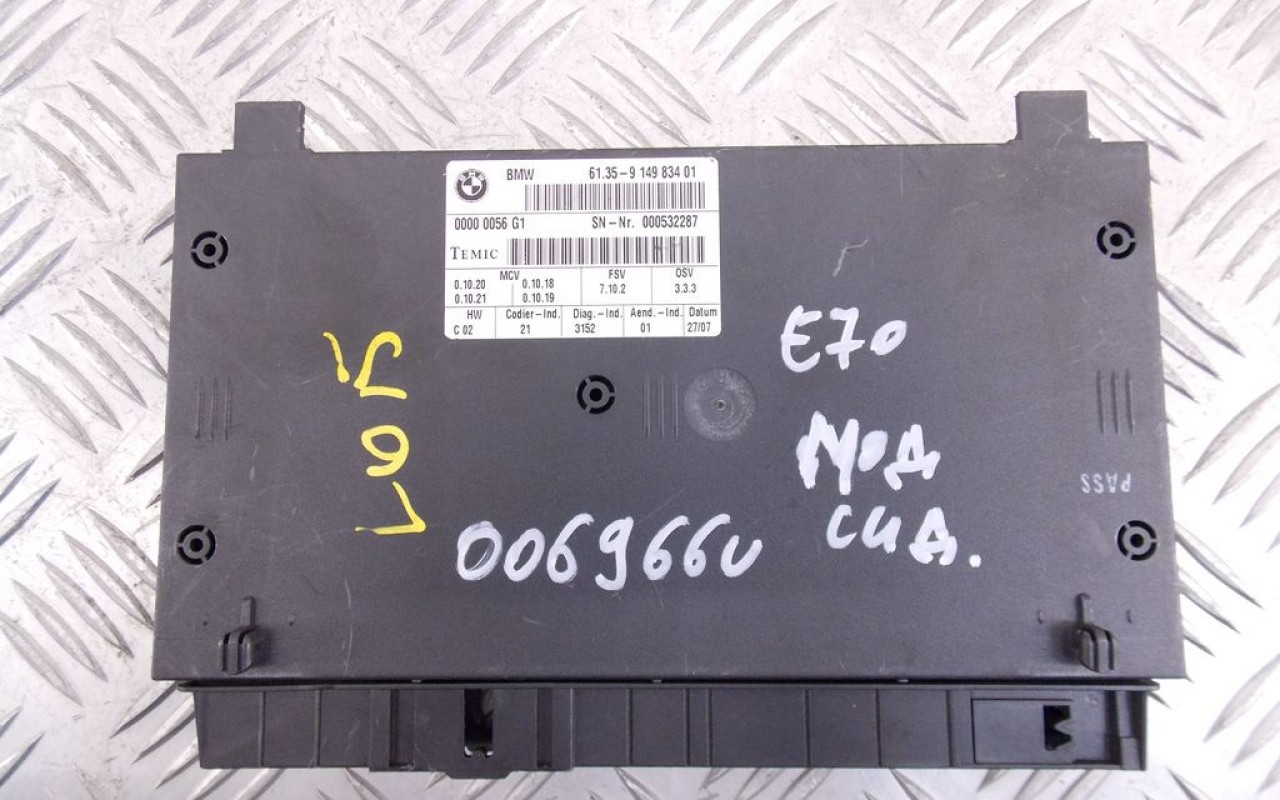 BMW 61.35-9 149 834 01
0000 0056 G1 SN-Nr. 000532287
TEMIC
MCV FSV OSV
0.10.20 0.10.18 7.10.2 3.3.3
0.10.21 0.10.19
HW Codier-Ind. Diag.-Ind. Aend.-Ind. Datum
C 02 21 3152 01 27/07
E70
Мод
сид.
PASS